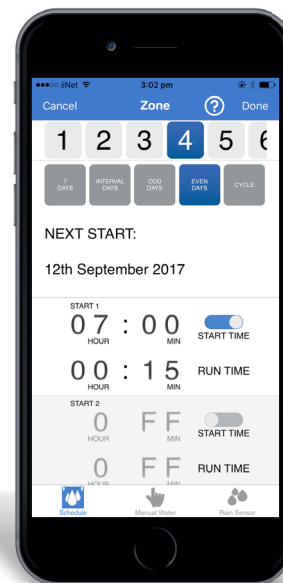 iiNet 3:02 pm
Cancel Zone ? Done
1 2 3 4 5 6
7 DAYS INTERVAL DAYS ODD DAYS EVEN DAYS CYCLE
NEXT START:
12th September 2017
START 1
07 : 00 START TIME
HOUR MIN
00 : 15 RUN TIME
HOUR MIN
START 2
0 FF START TIME
HOUR MIN
0 FF RUN TIME
HOUR MIN
Schedule Manual Water Rain Sensor